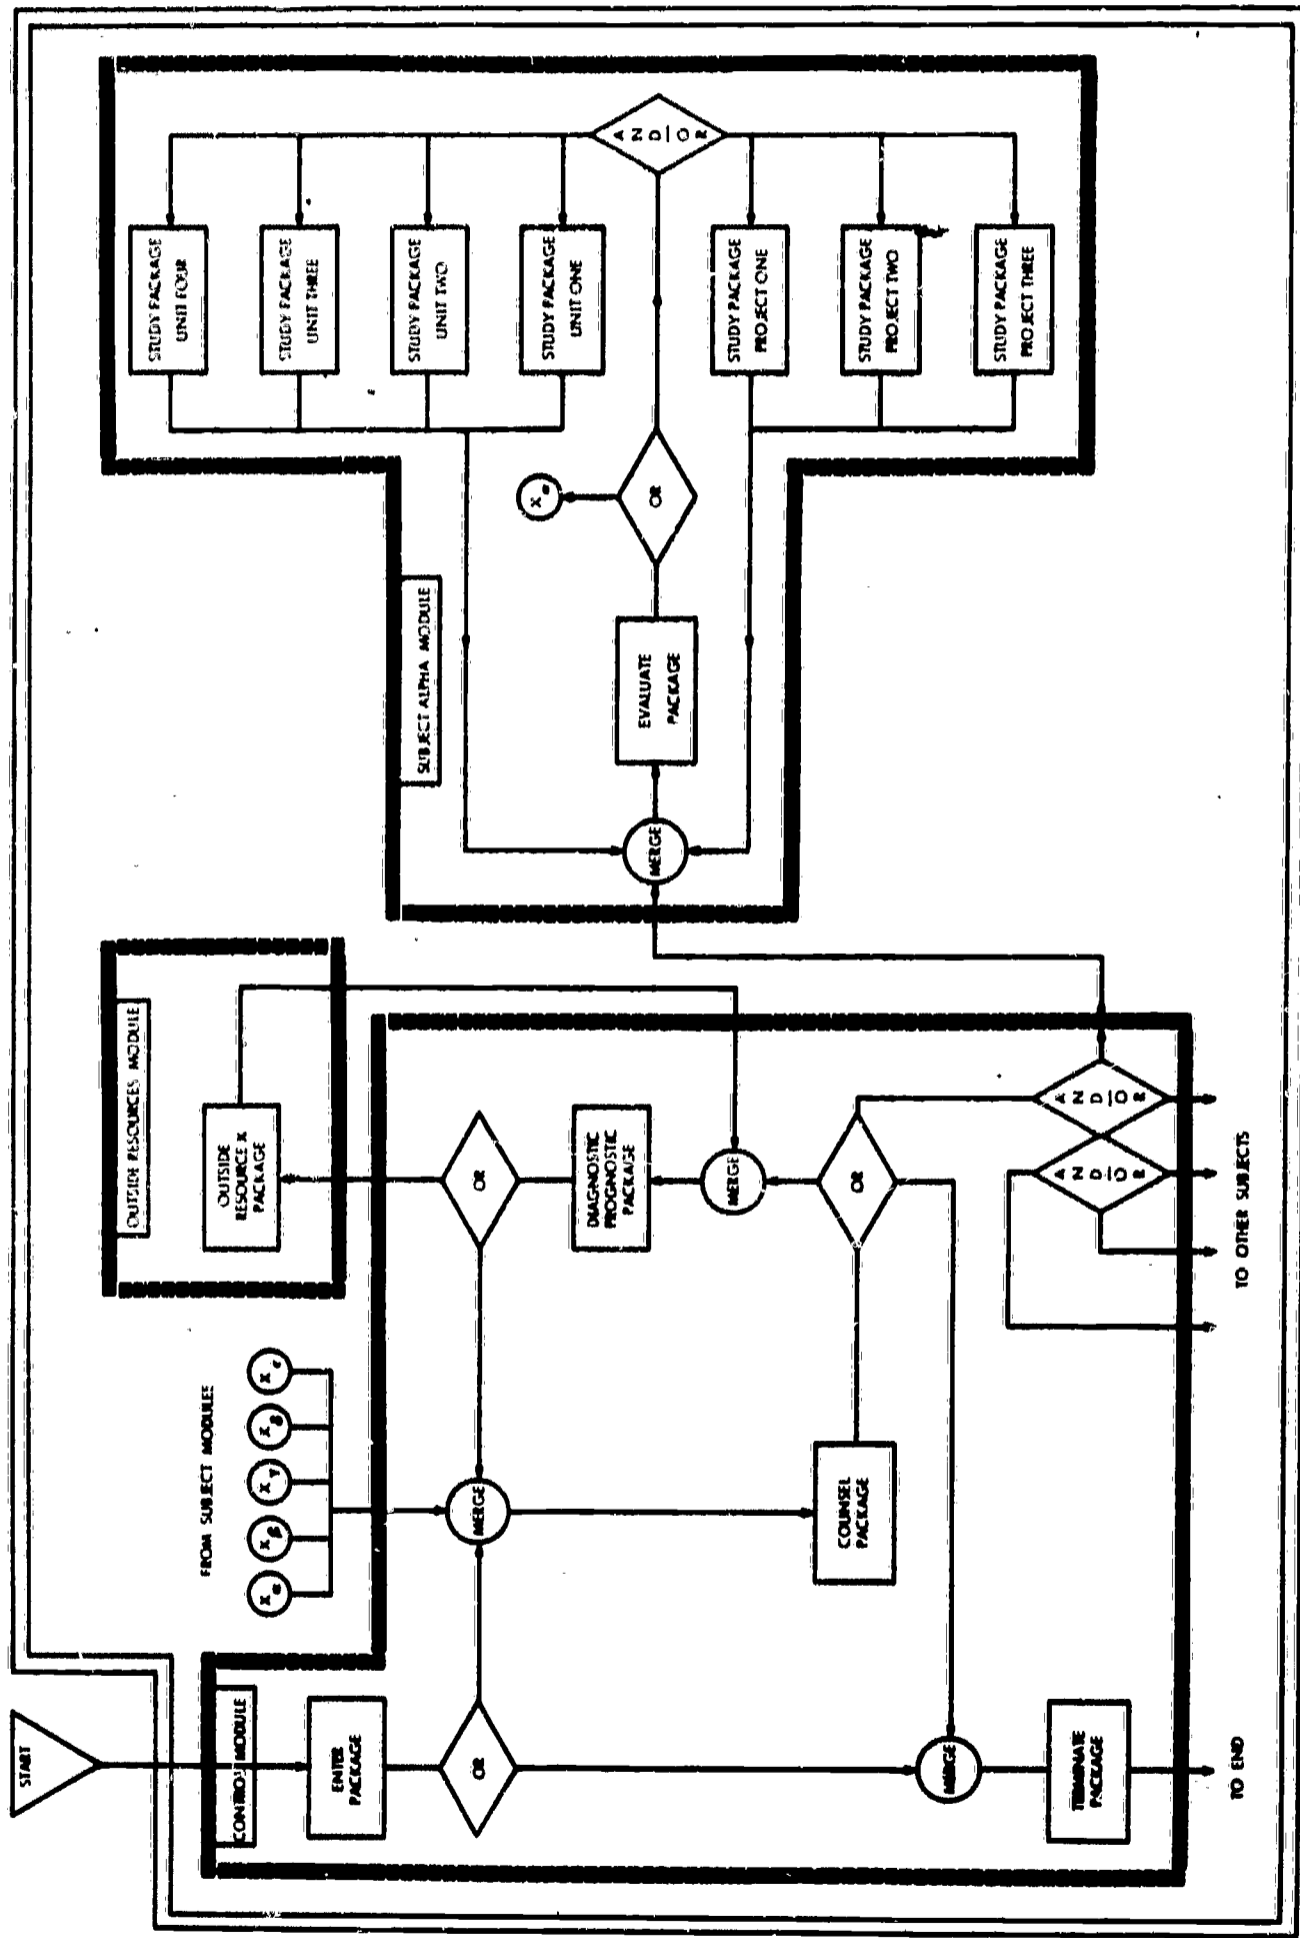 START
CONTROL MODULE
ENTER
PACKAGE
OR
MERGE
TERMINATE
PACKAGE
TO END
FROM SUBJECT MODULES
X α
X β
X γ
X δ
X ε
MERGE
COUNSEL
PACKAGE
OUTSIDE RESOURCES MODULE
OUTSIDE
RESOURCE X
PACKAGE
OR
DIAGNOSTIC
PROGNOSTIC
PACKAGE
MERGE
OR
AND/OR
AND/OR
TO OTHER SUBJECTS
SUBJECT ALPHA MODULE
MERGE
EVALUATE
PACKAGE
OR
X α
AND/OR
STUDY PACKAGE
UNIT FOUR
STUDY PACKAGE
UNIT THREE
STUDY PACKAGE
UNIT TWO
STUDY PACKAGE
UNIT ONE
STUDY PACKAGE
PROJECT ONE
STUDY PACKAGE
PROJECT TWO
STUDY PACKAGE
PROJECT THREE